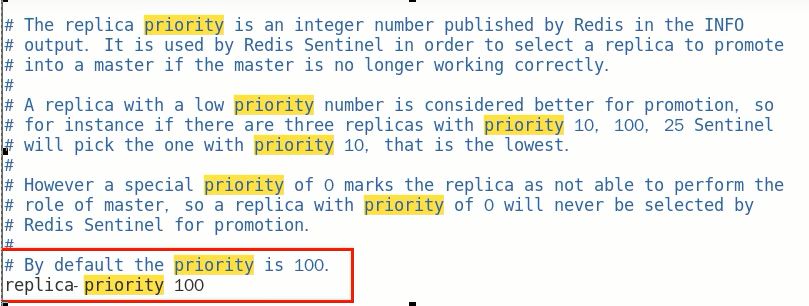 # The replica priority is an integer number published by Redis in the INFO
# output. It is used by Redis Sentinel in order to select a replica to promote
# into a master if the master is no longer working correctly.
#
# A replica with a low priority number is considered better for promotion, so
# for instance if there are three replicas with priority 10, 100, 25 Sentinel
# will pick the one with priority 10, that is the lowest.
#
# However a special priority of 0 marks the replica as not able to perform the
# role of master, so a replica with priority of 0 will never be selected by
# Redis Sentinel for promotion.
#
# By default the priority is 100.
replica-priority 100